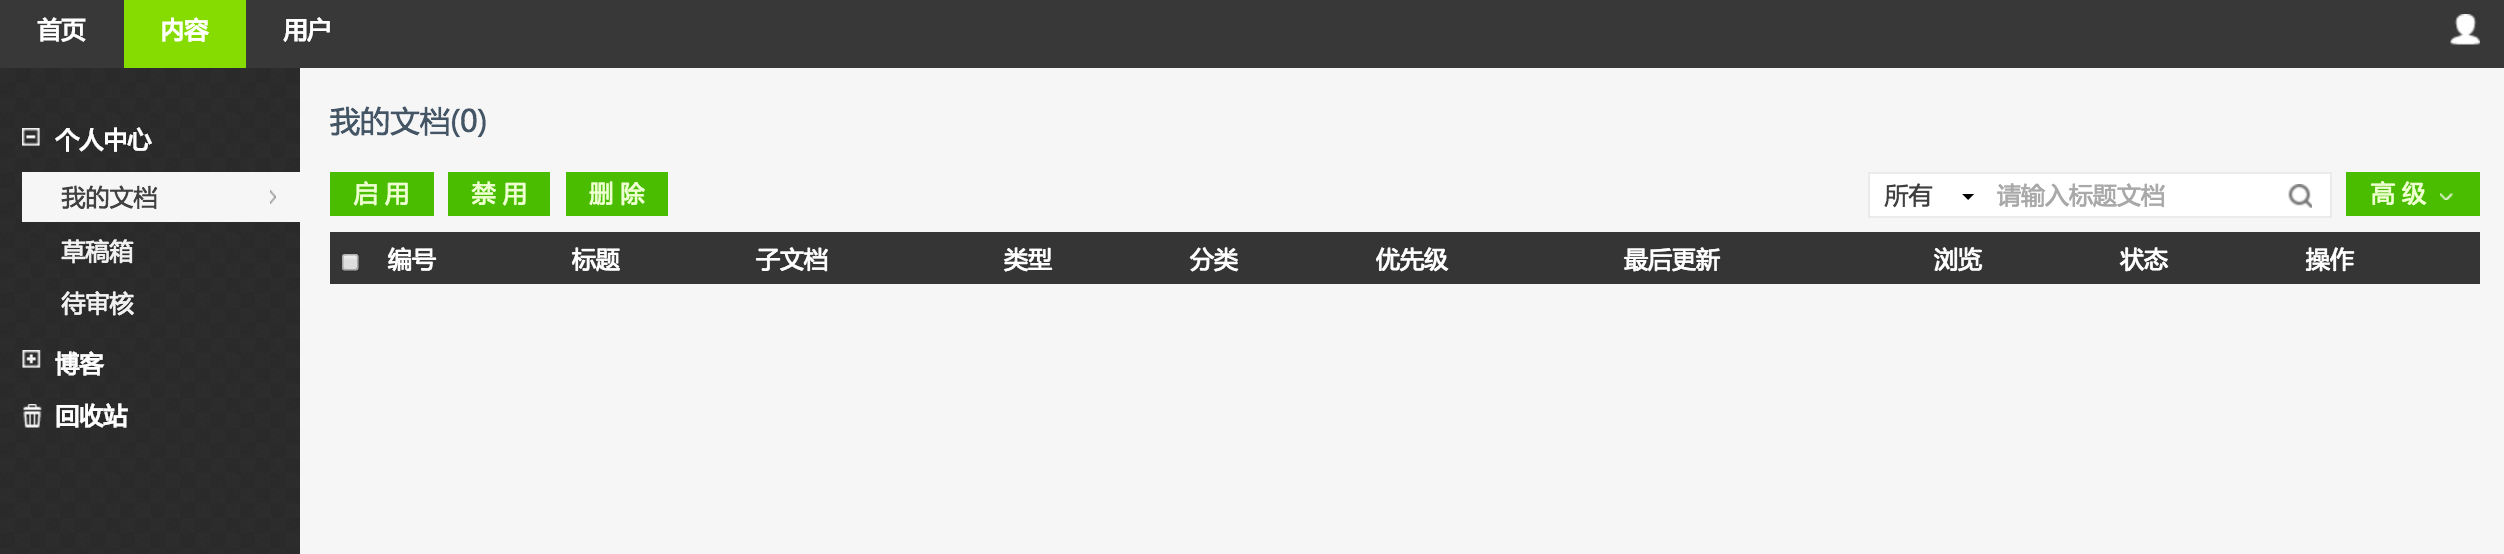 首页 内容 用户
个人中心
我的文档
草稿箱
待审核
博客
回收站
我的文档(0)
启用 禁用 删除 所有 请输入标题文档 高级
编号 标题 子文档 类型 分类 优先级 最后更新 浏览 状态 操作